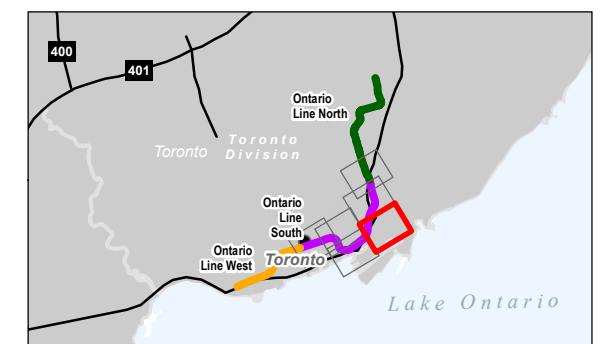 400
401
Ontario
Line North
Toronto
Toronto
Division
Ontario
Line
South
Ontario
Line West
Toronto
Lake Ontario